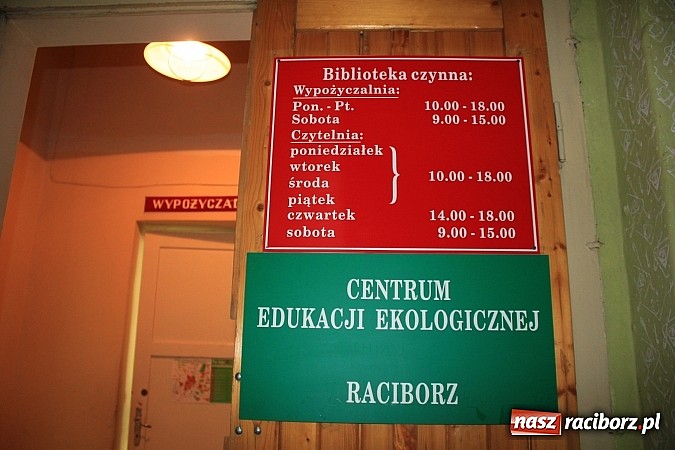 Biblioteka czynna:
Wypożyczalnia:
Pon. - Pt. 10.00 - 18.00
Sobota 9.00 - 15.00
Czytelnia:
poniedziałek
wtorek
środa
piątek
10.00 - 18.00
czwartek 14.00 - 18.00
sobota 9.00 - 15.00
WYPOŻYCZAL
CENTRUM
EDUKACJI EKOLOGICZNEJ
RACIBORZ
nasz raciborz.pl